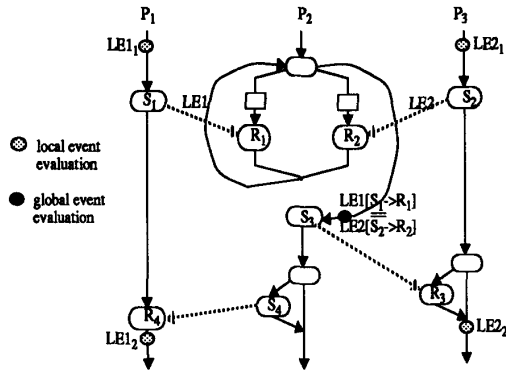 P1 P2 P3
LE1₁ LE2₁
S₁ LE1 LE2 S₂
R₁ R₂
local event
evaluation
global event
evaluation
LE1[S₁->R₁]
S₃ LE2[S₂->R₂]
S₄ R₃
R₄
LE1₂ LE2₂